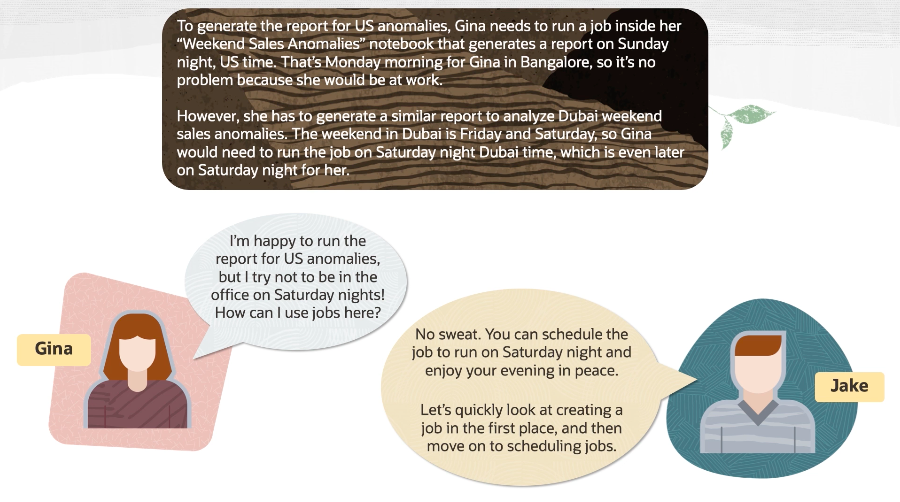 To generate the report for US anomalies, Gina needs to run a job inside her
“Weekend Sales Anomalies” notebook that generates a report on Sunday
night, US time. That’s Monday morning for Gina in Bangalore, so it’s no
problem because she would be at work.
However, she has to generate a similar report to analyze Dubai weekend
sales anomalies. The weekend in Dubai is Friday and Saturday, so Gina
would need to run the job on Saturday night Dubai time, which is even later
on Saturday night for her.
I’m happy to run the
report for US anomalies,
but I try not to be in the
office on Saturday nights!
How can I use jobs here?
Gina
No sweat. You can schedule the
job to run on Saturday night and
enjoy your evening in peace.
Let’s quickly look at creating a
job in the first place, and then
move on to scheduling jobs.
Jake